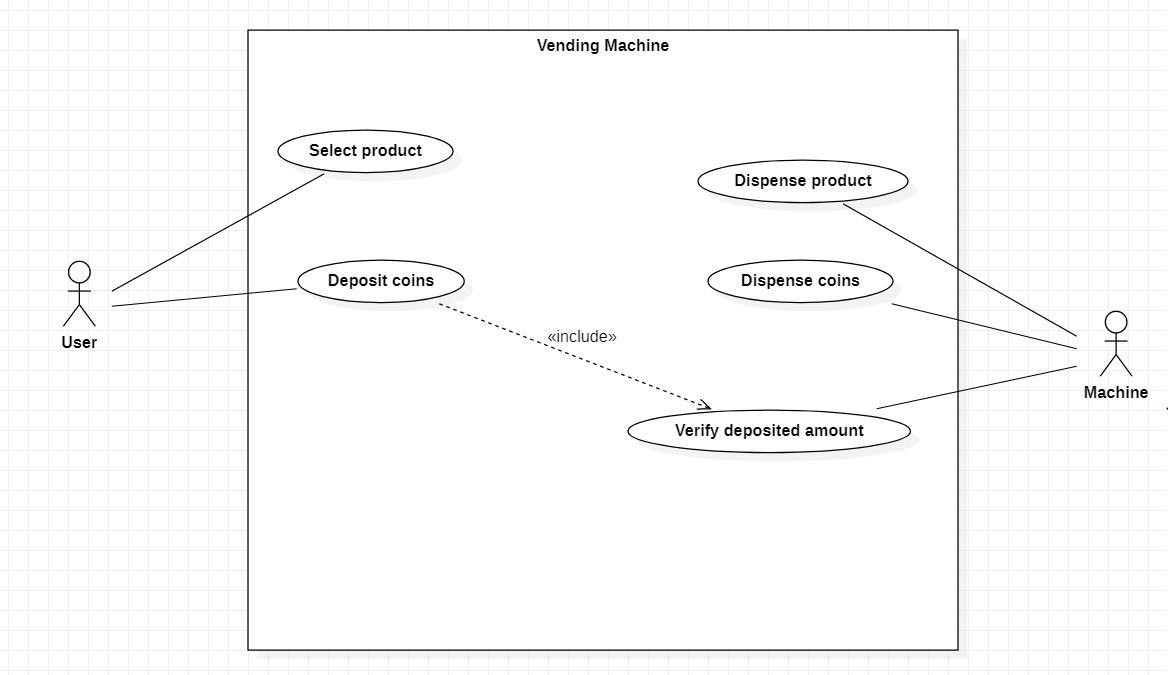 Vending Machine
Select product
Dispense product
Deposit coins
Dispense coins
«include»
User
Machine
Verify deposited amount